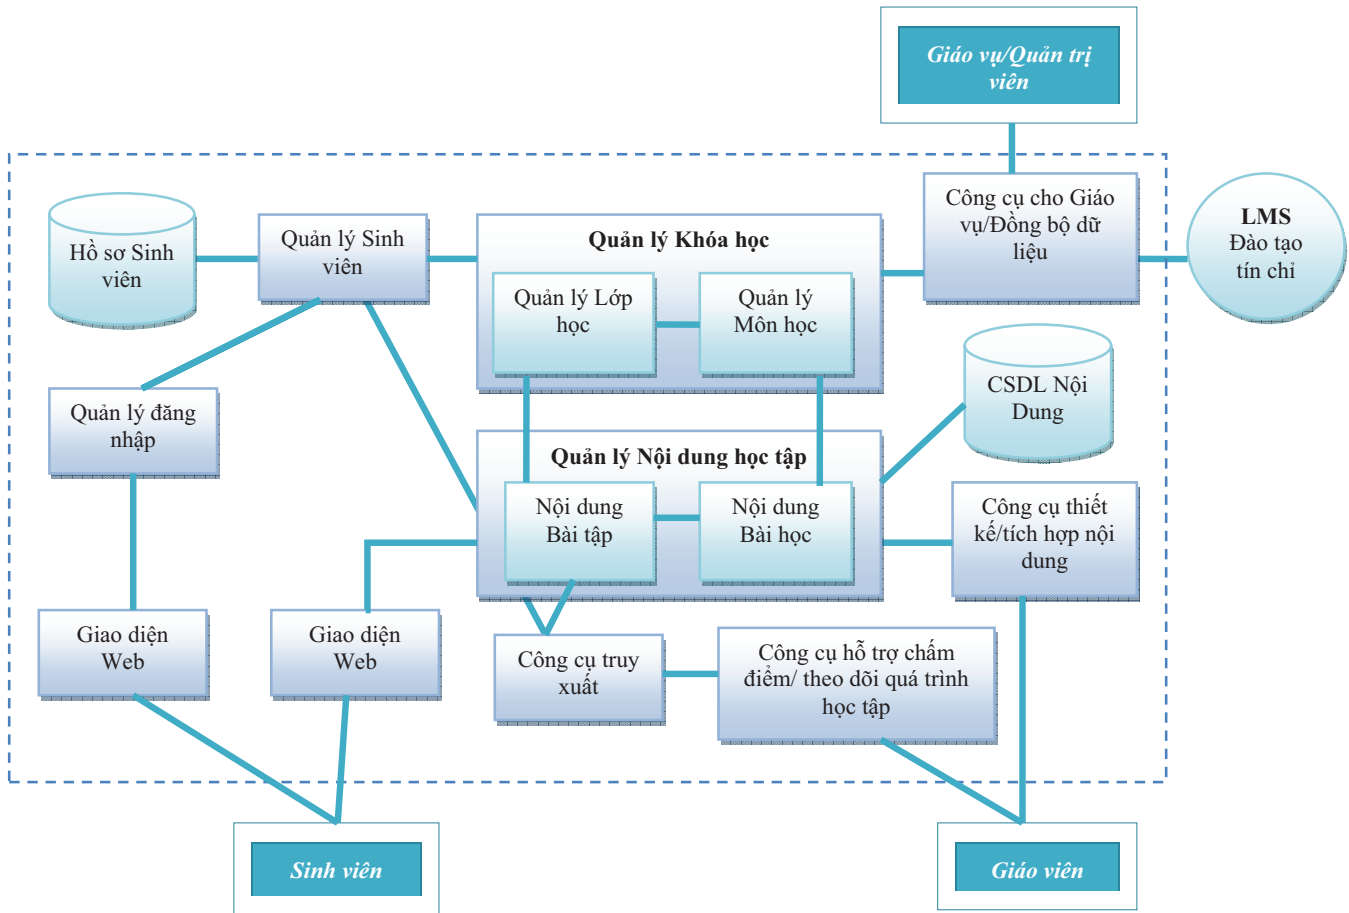 Giáo vụ/Quản trị
viên
Hồ sơ Sinh
viên
Quản lý Sinh
viên
Quản lý Khóa học
Quản lý Lớp
học
Quản lý
Môn học
Công cụ cho Giáo
vụ/Đồng bộ dữ
liệu
LMS
Đào tạo
tín chỉ
Quản lý đăng
nhập
CSDL Nội
Dung
Quản lý Nội dung học tập
Nội dung
Bài tập
Nội dung
Bài học
Công cụ thiết
kế/tích hợp nội
dung
Giao diện
Web
Giao diện
Web
Công cụ truy
xuất
Công cụ hỗ trợ chấm
điểm/ theo dõi quá trình
học tập
Sinh viên
Giáo viên